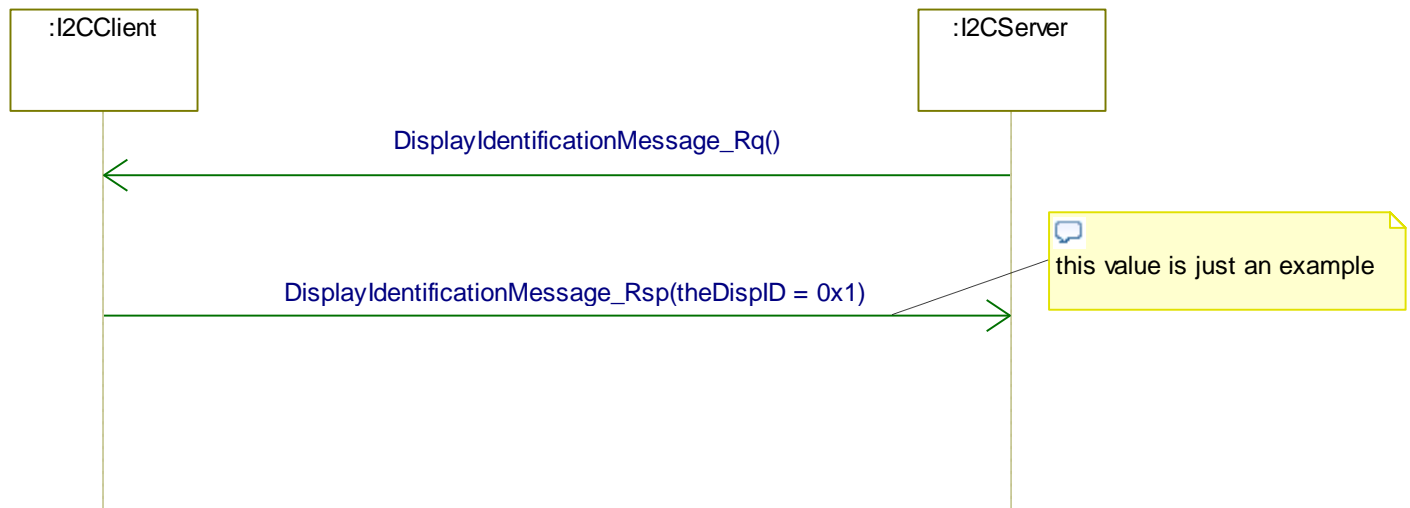 :I2CClient
:I2CServer
DisplayIdentificationMessage_Rq()
this value is just an example
DisplayIdentificationMessage_Rsp(theDispID = 0x1)